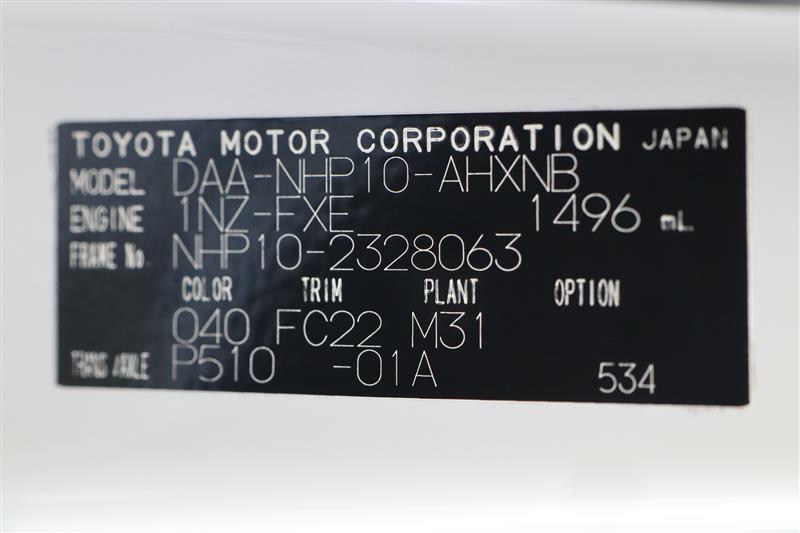 TOYOTA MOTOR CORPORATION JAPAN
MODEL DAA-NHP10-AHXNB
ENGINE 1NZ-FXE 1496 mL
FRAME No. NHP10-2328063
COLOR TRIM PLANT OPTION
040 FC22 M31
TRANS/AXLE P510 -01A 534